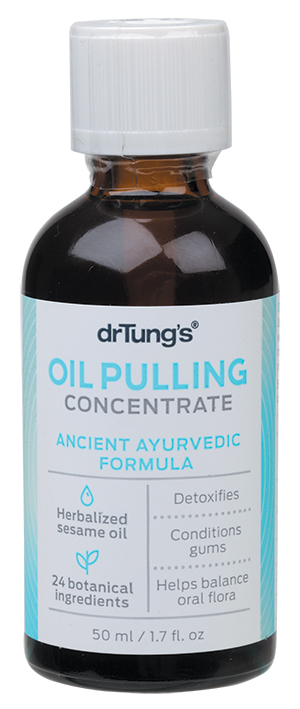 drTung's®
OIL PULLING
CONCENTRATE
ANCIENT AYURVEDIC
FORMULA
Herbalized
sesame oil
24 botanical
ingredients
Detoxifies
Conditions
gums
Helps balance
oral flora
50 ml / 1.7 fl. oz